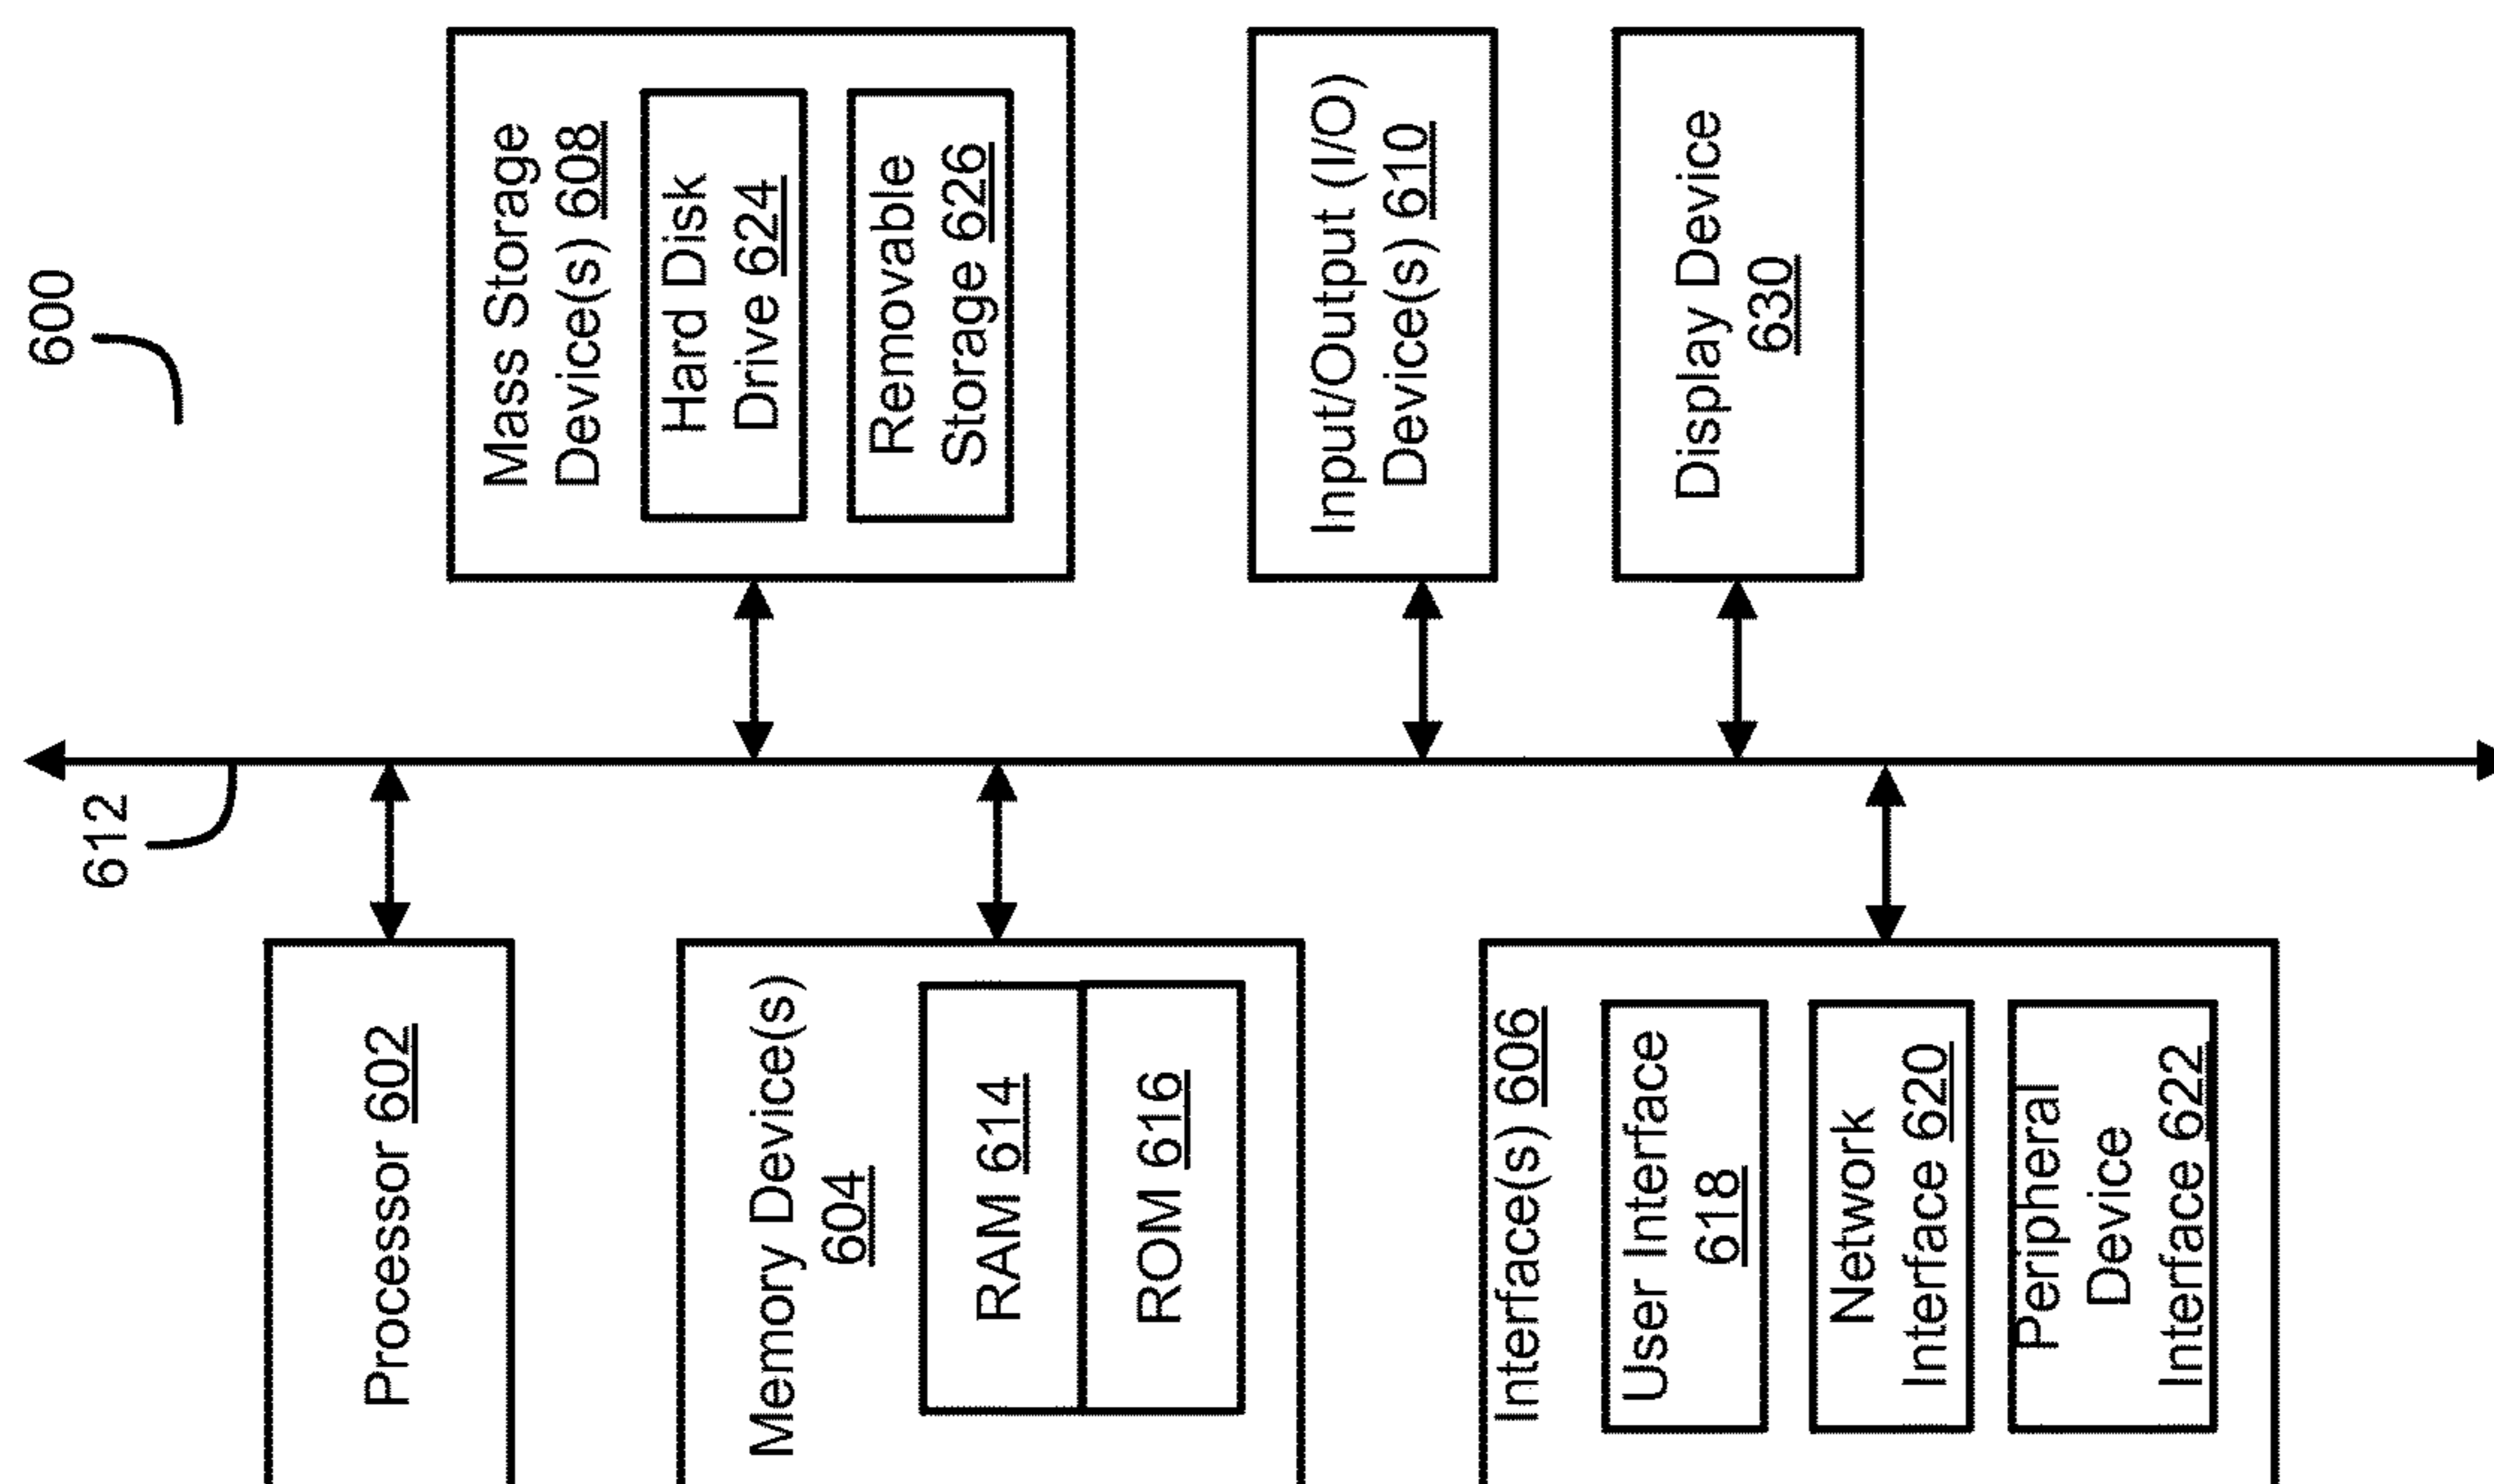 600
612
Processor 602
Memory Device(s)
604
RAM 614
ROM 616
Interface(s) 606
User Interface
618
Network
Interface 620
Peripheral
Device
Interface 622
Mass Storage
Device(s) 608
Hard Disk
Drive 624
Removable
Storage 626
Input/Output (I/O)
Device(s) 610
Display Device
630